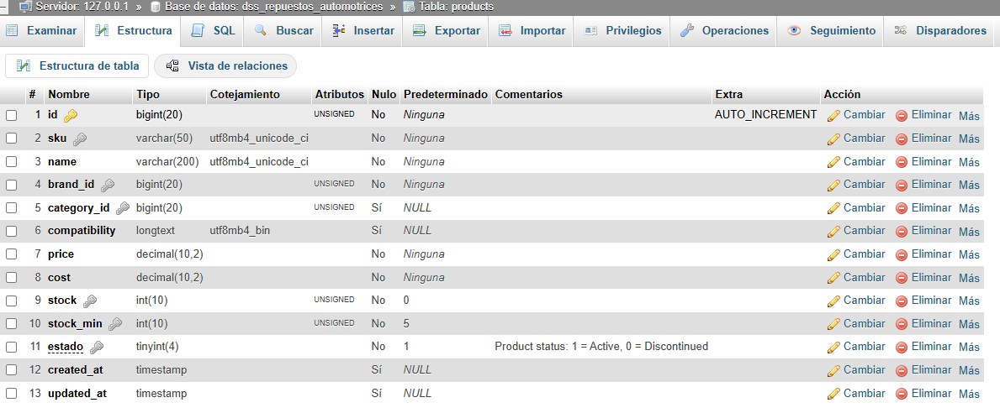 Servidor: 127.0.0.1 » Base de datos: dss_repuestos_automotrices » Tabla: products
Examinar Estructura SQL Buscar Insertar Exportar Importar Privilegios Operaciones Seguimiento Disparadores
Estructura de tabla Vista de relaciones
# Nombre Tipo Cotejamiento Atributos Nulo Predeterminado Comentarios Extra Acción
1 id bigint(20) UNSIGNED No Ninguna AUTO_INCREMENT Cambiar Eliminar Más
2 sku varchar(50) utf8mb4_unicode_ci No Ninguna Cambiar Eliminar Más
3 name varchar(200) utf8mb4_unicode_ci No Ninguna Cambiar Eliminar Más
4 brand_id bigint(20) UNSIGNED No Ninguna Cambiar Eliminar Más
5 category_id bigint(20) UNSIGNED Sí NULL Cambiar Eliminar Más
6 compatibility longtext utf8mb4_bin Sí NULL Cambiar Eliminar Más
7 price decimal(10,2) No Ninguna Cambiar Eliminar Más
8 cost decimal(10,2) No Ninguna Cambiar Eliminar Más
9 stock int(10) UNSIGNED No 0 Cambiar Eliminar Más
10 stock_min int(10) UNSIGNED No 5 Cambiar Eliminar Más
11 estado tinyint(4) No 1 Product status: 1 = Active, 0 = Discontinued Cambiar Eliminar Más
12 created_at timestamp Sí NULL Cambiar Eliminar Más
13 updated_at timestamp Sí NULL Cambiar Eliminar Más